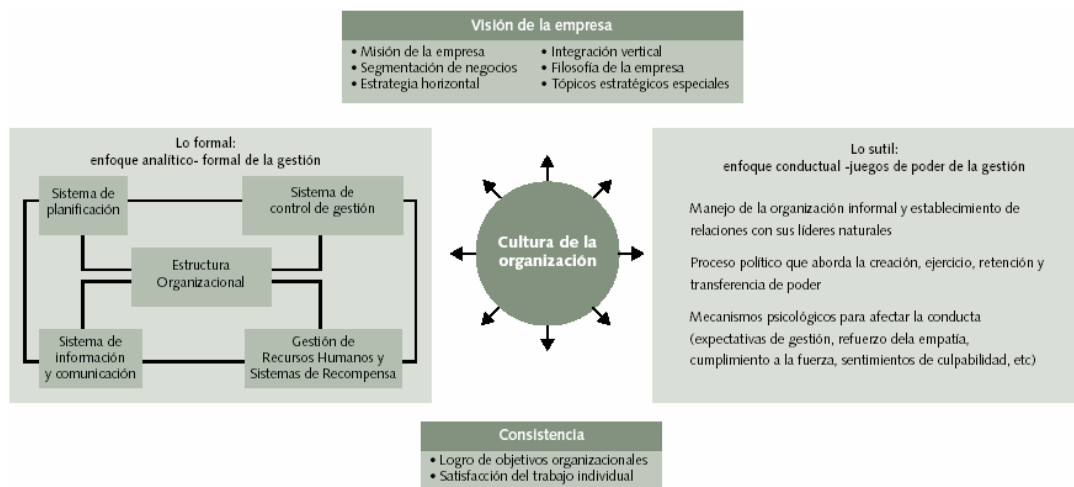 Visión de la empresa
• Misión de la empresa
• Segmentación de negocios
• Estrategia horizontal
• Integración vertical
• Filosofía de la empresa
• Tópicos estratégicos especiales
Lo formal:
enfoque analítico- formal de la gestión
Sistema de
planificación
Sistema de
control de gestión
Estructura
Organizacional
Sistema de
información
y comunicación
Gestión de
Recursos Humanos y
Sistemas de Recompensa
Cultura de la
organización
Lo sutil:
enfoque conductual -juegos de poder de la gestión
Manejo de la organización informal y establecimiento de
relaciones con sus líderes naturales
Proceso político que aborda la creación, ejercicio, retención y
transferencia de poder
Mecanismos psicológicos para afectar la conducta
(expectativas de gestión, refuerzo dela empatía,
cumplimiento a la fuerza, sentimientos de culpabilidad, etc)
Consistencia
• Logro de objetivos organizacionales
• Satisfacción del trabajo individual